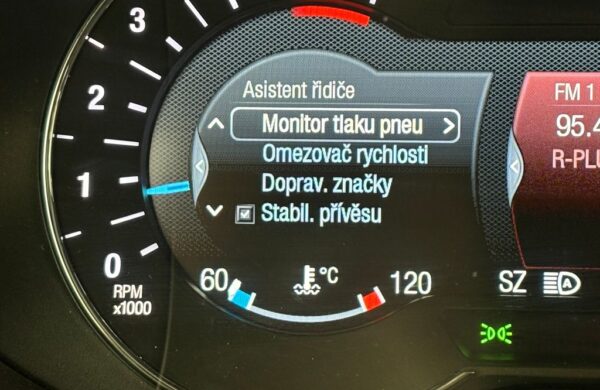 3
2
1
0
RPM
x1000
Asistent řidiče
Monitor tlaku pneu
Omezovač rychlosti
Doprav. značky
Stabil. přívěsu
60
°C
120
FM 1
95.4
SZ
A